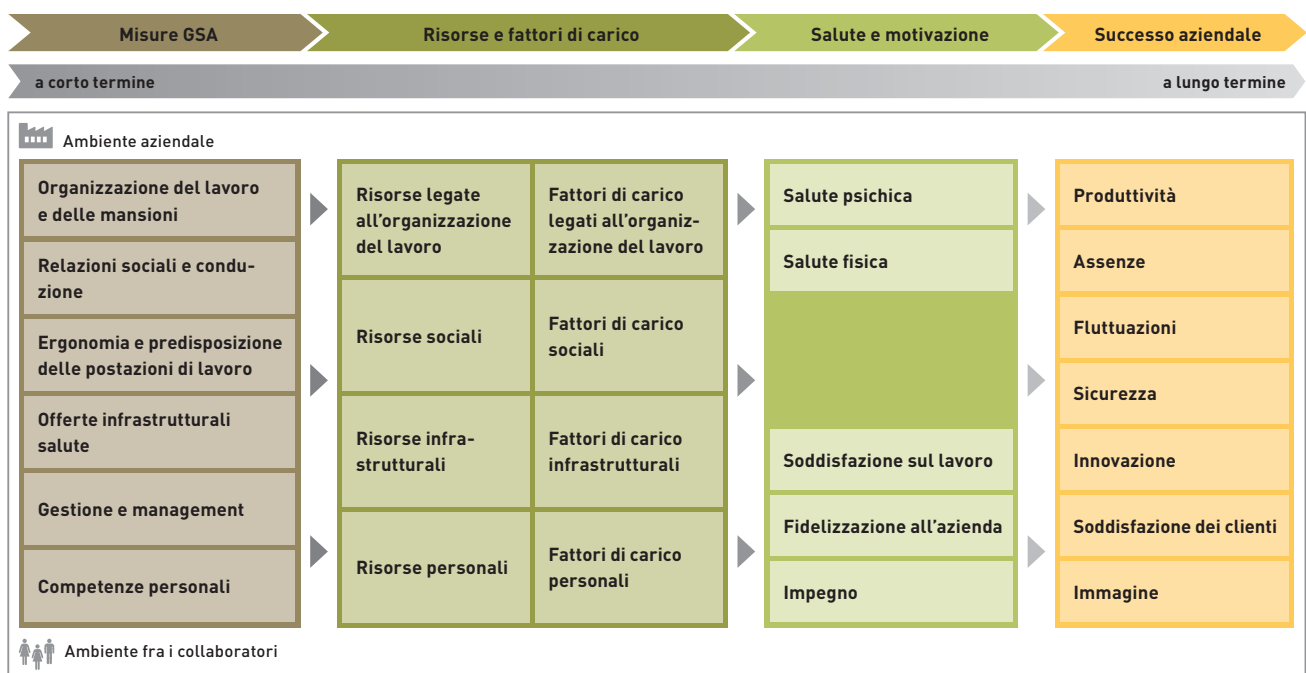 Misure GSA
Risorse e fattori di carico
Salute e motivazione
Successo aziendale
a corto termine
a lungo termine
Ambiente aziendale
Organizzazione del lavoro
e delle mansioni
Relazioni sociali e condu-
zione
Ergonomia e predisposizione
delle postazioni di lavoro
Offerte infrastrutturali
salute
Gestione e management
Competenze personali
Risorse legate
all’organizzazione
del lavoro
Fattori di carico
legati all’organiz-
zazione del lavoro
Risorse sociali
Fattori di carico
sociali
Risorse infra-
strutturali
Fattori di carico
infrastrutturali
Risorse personali
Fattori di carico
personali
Salute psichica
Salute fisica
Soddisfazione sul lavoro
Fidelizzazione all’azienda
Impegno
Produttività
Assenze
Fluttuazioni
Sicurezza
Innovazione
Soddisfazione dei clienti
Immagine
Ambiente fra i collaboratori